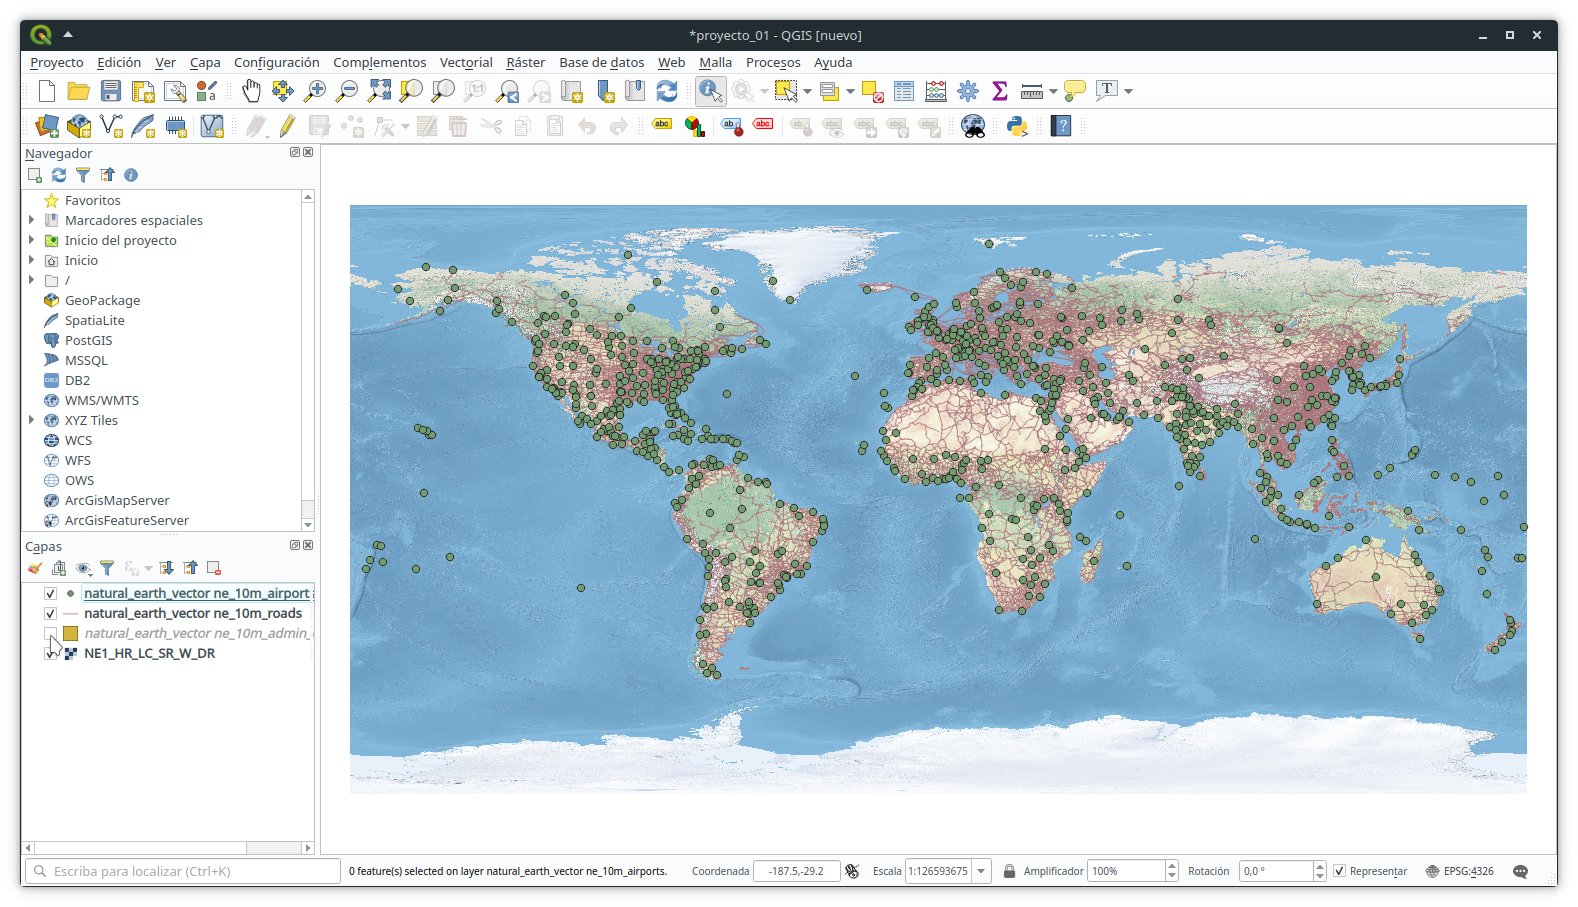 *proyecto_01 - QGIS [nuevo]
Proyecto Edición Ver Capa Configuración Complementos Vectorial Ráster Base de datos Web Malla Procesos Ayuda
Navegador
Favoritos
Marcadores espaciales
Inicio del proyecto
Inicio
/
GeoPackage
SpatiaLite
PostGIS
MSSQL
DB2
WMS/WMTS
XYZ Tiles
WCS
WFS
OWS
ArcGisMapServer
ArcGisFeatureServer
Capas
natural_earth_vector ne_10m_airport
natural_earth_vector ne_10m_roads
natural_earth_vector ne_10m_admin_
NE1_HR_LC_SR_W_DR
Escriba para localizar (Ctrl+K) 0 feature(s) selected on layer natural_earth_vector ne_10m_airports. Coordenada -187.5,-29.2 Escala 1:126593675 Amplificador 100% Rotación 0,0 ° Representar EPSG:4326